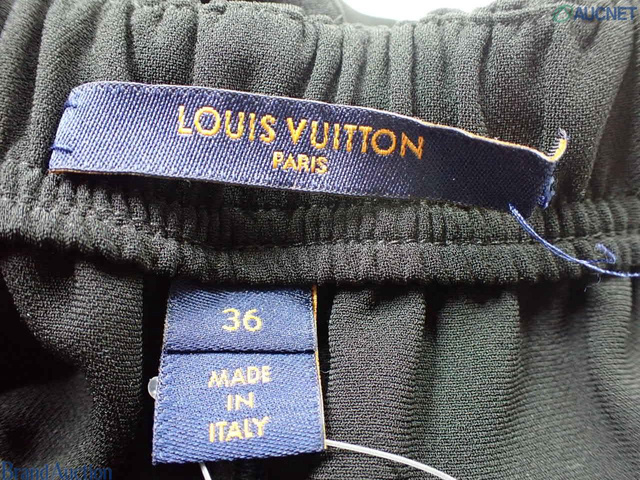 AUCNET
LOUIS VUITTON
PARIS
36
MADE
IN
ITALY
Brand Auction